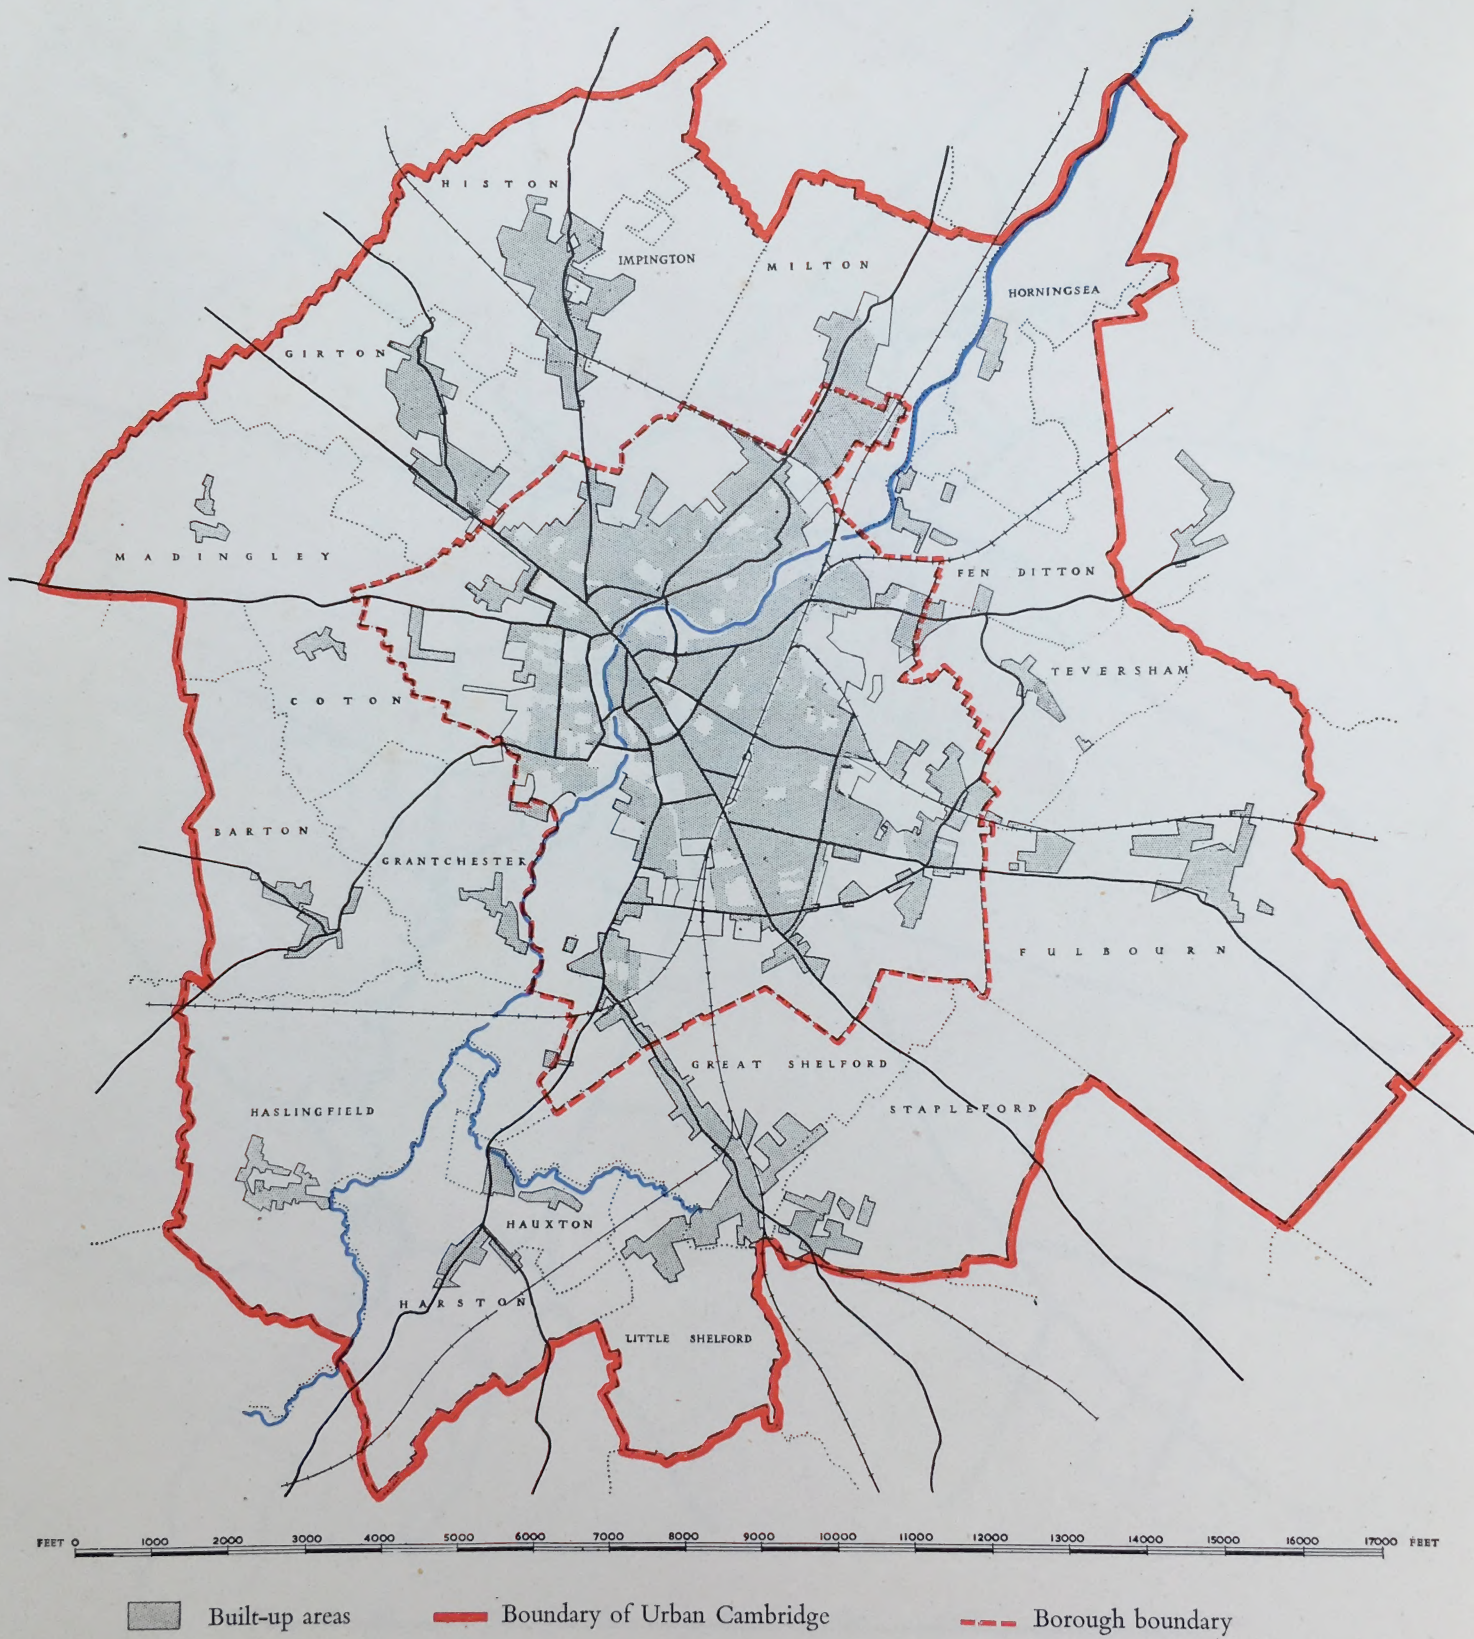 HISTON
IMPINGTON
MILTON
HORNINGSEA
GIRTON
MADINGLEY
FEN DITTON
TEVERSHAM
COTON
BARTON
GRANTCHESTER
FULBOURN
GREAT SHELFORD
HASLINGFIELD
STAPLEFORD
HAUXTON
HARSTON
LITTLE SHELFORD
FEET 0 1000 2000 3000 4000 5000 6000 7000 8000 9000 10000 11000 12000 13000 14000 15000 16000 17000 FEET
Built-up areas Boundary of Urban Cambridge Borough boundary